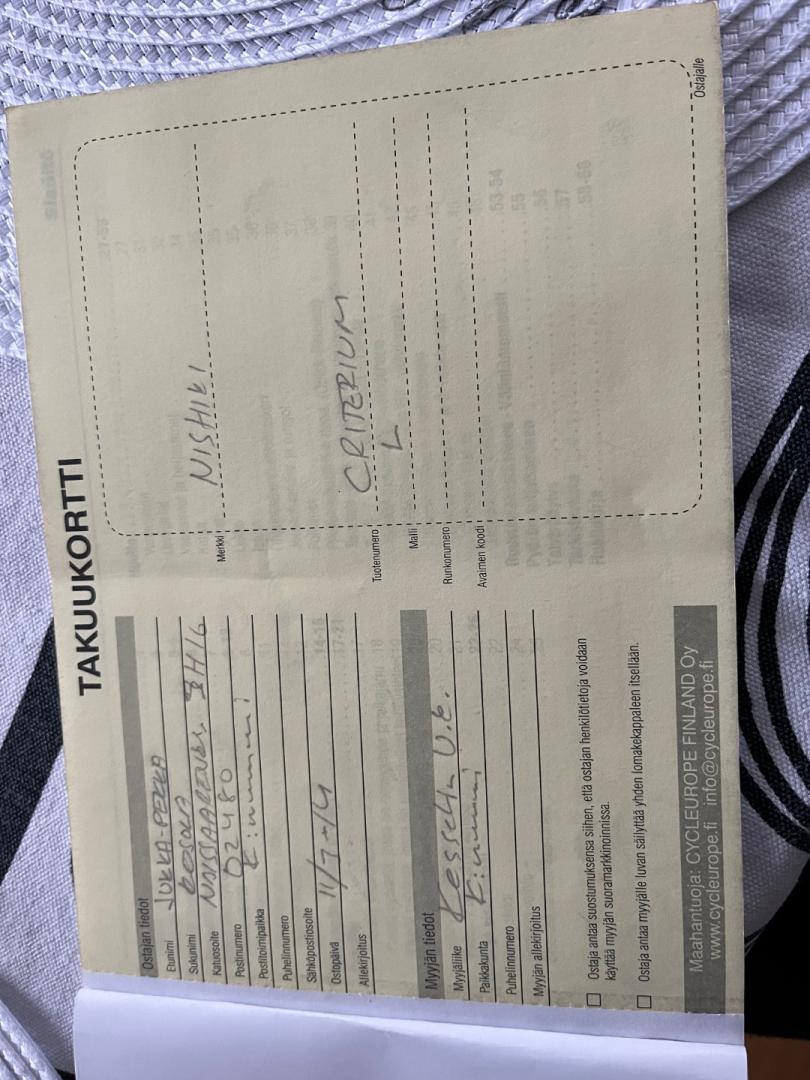 TAKUUKORTTI
Ostajan tiedot
Etunimi JUKKA-PEKKA
Sukunimi
Katuosoite
Postinumero 02480
Postitoimipaikka Kirkkonummi
Puhelinnumero
Sähköpostiosoite
Ostopäivä 11/7-14
Allekirjoitus
Myyjän tiedot
Myyjäliike
Paikkakunta
Puhelinnumero
Myyjän allekirjoitus
Ostaja antaa suostumuksensa siihen, että ostajan henkilötietoja voidaan
käyttää myyjän suoramarkkinoinnissa.
Ostaja antaa myyjälle luvan säilyttää yhden lomakekappaleen itsellään.
Maahantuoja: CYCLEUROPE FINLAND Oy
www.cycleurope.fi info@cycleurope.fi
Merkki NISHIKI
Tuotenumero CRITERIUM
Malli L
Runkonumero
Avaimen koodi
Ostajalle